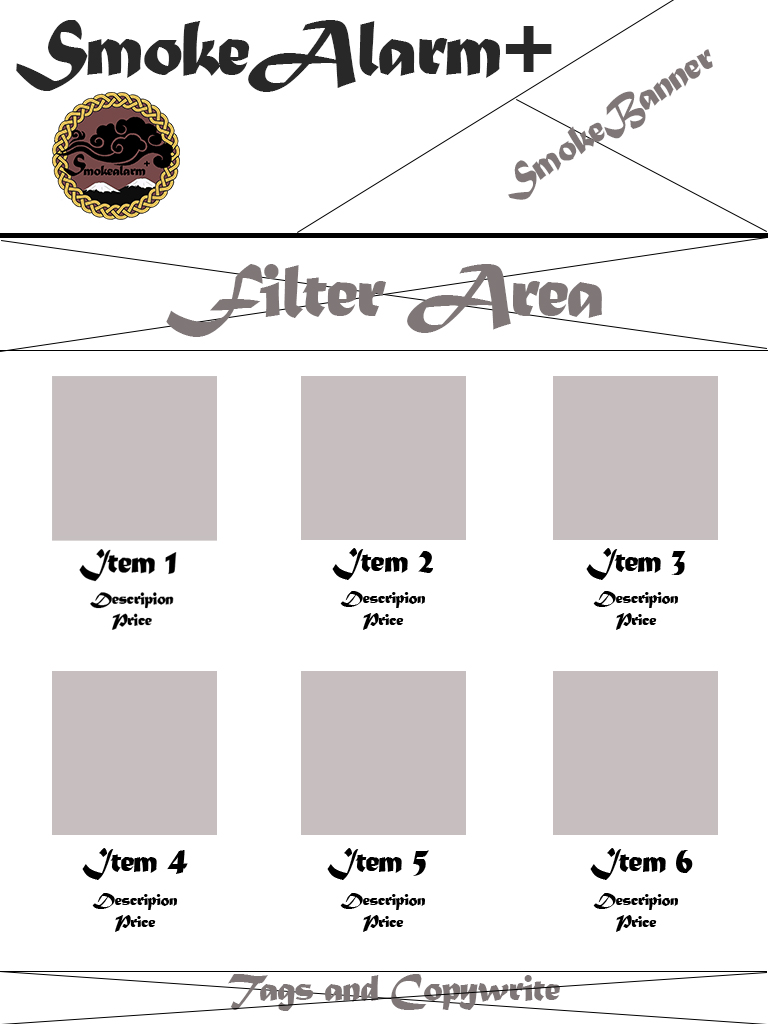 SmokeAlarm+
SmokeBanner
Smokealarm+
Filter Area
Item 1
Item 2
Item 3
Descripion
Descripion
Descripion
Price
Price
Price
Item 4
Item 5
Item 6
Descripion
Descripion
Descripion
Price
Price
Price
Tags and Copywrite